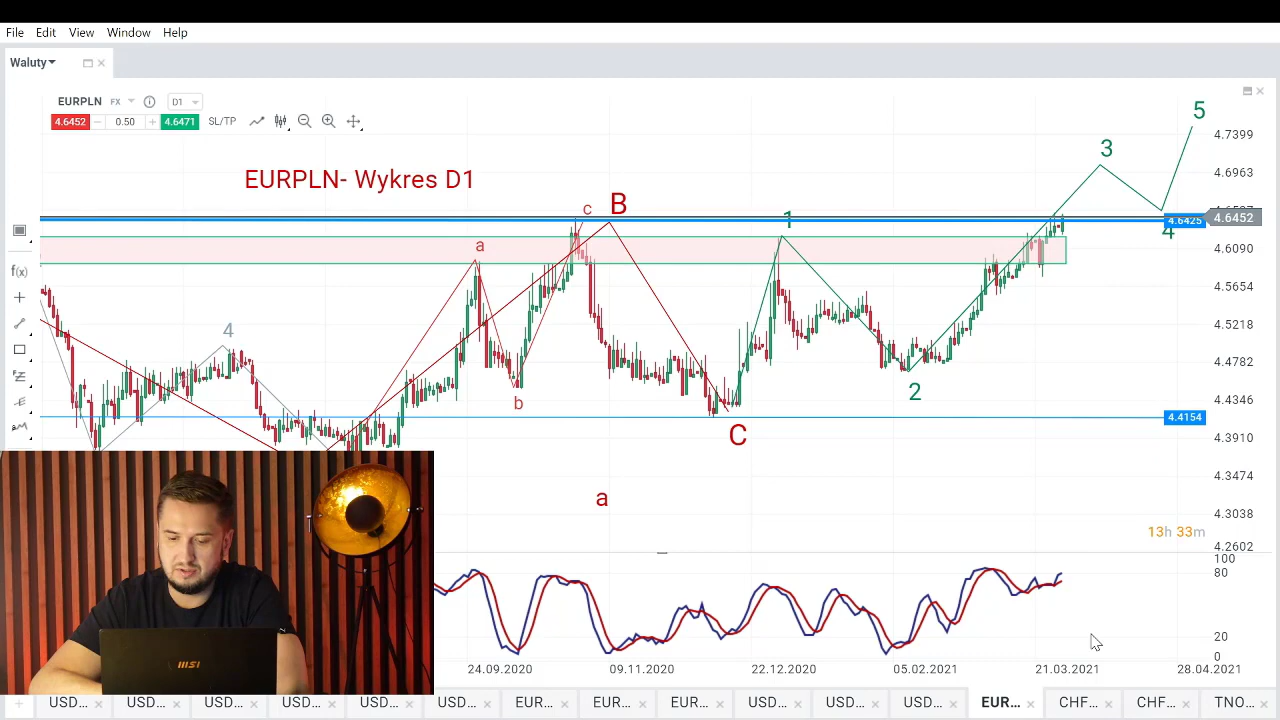 File Edit View Window Help
Waluty
EURPLN FX D1
4.6452 0.50 4.6471 SL/TP
EURPLN- Wykres D1
5
4.7399
3
4.6963
c B
1
4.6452
4.6425
4
a
4.6090
4.5654
4
4.5218
4.4782
b
2
4.4346
4.4154
C
4.3910
4.3474
a
4.3038
13h 33m
4.2602
100
80
20
0
f(x)
msi
24.09.2020 09.11.2020 22.12.2020 05.02.2021 21.03.2021 28.04.2021
USD... USD... USD... USD... USD... USD... EUR... EUR... EUR... USD... USD... USD... EUR... CHF... CHF... TNO...